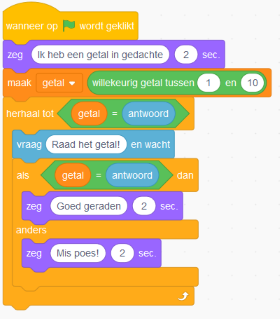 wanneer op wordt geklikt
zeg Ik heb een getal in gedachte 2 sec.
maak getal willekeurig getal tussen 1 en 10
herhaal tot getal = antwoord
vraag Raad het getal! en wacht
als getal = antwoord dan
zeg Goed geraden 2 sec.
anders
zeg Mis poes! 2 sec.